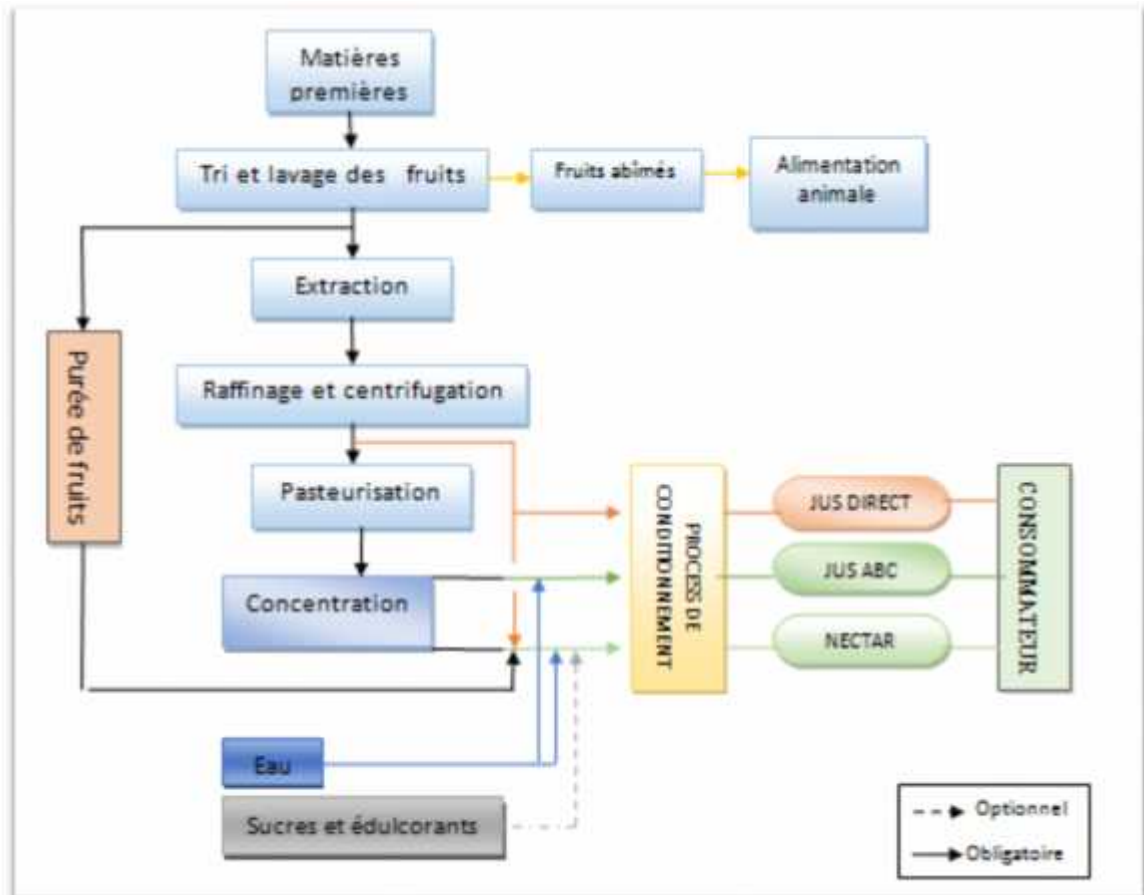 Matières
premières
Tri et lavage des fruits
Fruits abîmés
Alimentation
animale
Extraction
Purée de fruits
Raffinage et centrifugation
Pasteurisation
Concentration
PROCESS DE
CONDITIONNEMENT
JUS DIRECT
JUS ABC
NECTAR
CONSOMMATEUR
Eau
Sucres et édulcorants
Optionnel
Obligatoire